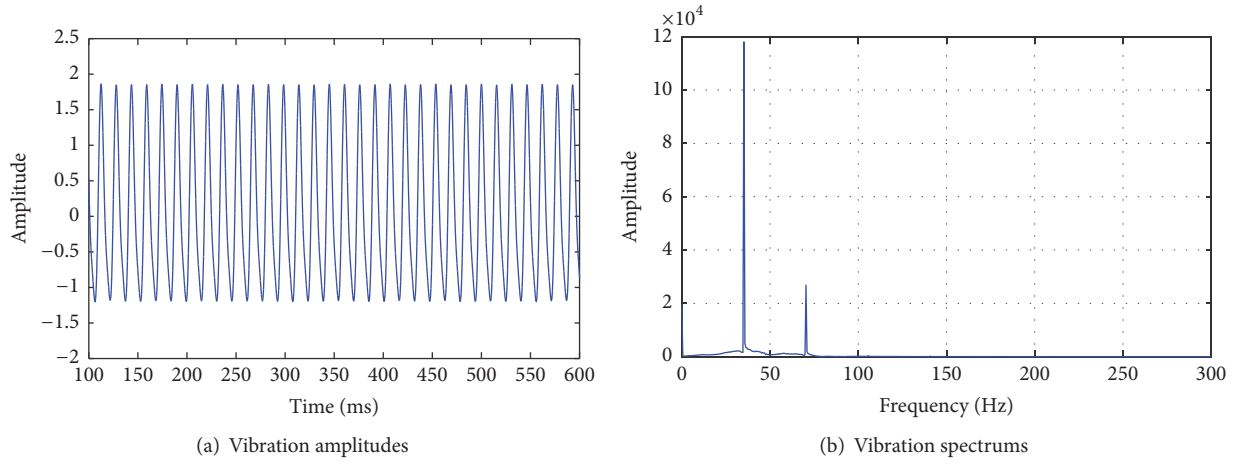 2.5
2
1.5
1
0.5
0
−0.5
−1
−1.5
−2
Amplitude
100 150 200 250 300 350 400 450 500 550 600
Time (ms)
(a) Vibration amplitudes
×10⁴
12
10
8
6
4
2
0
Amplitude
0 50 100 150 200 250 300
Frequency (Hz)
(b) Vibration spectrums